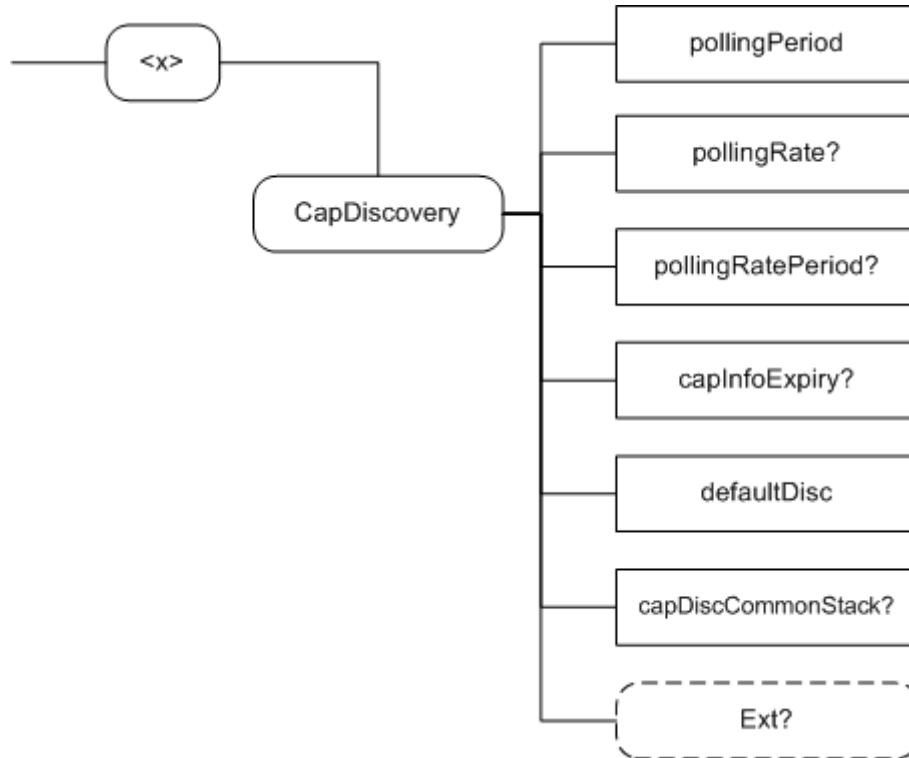 <x>
CapDiscovery
pollingPeriod
pollingRate?
pollingRatePeriod?
capInfoExpiry?
defaultDisc
capDiscCommonStack?
Ext?